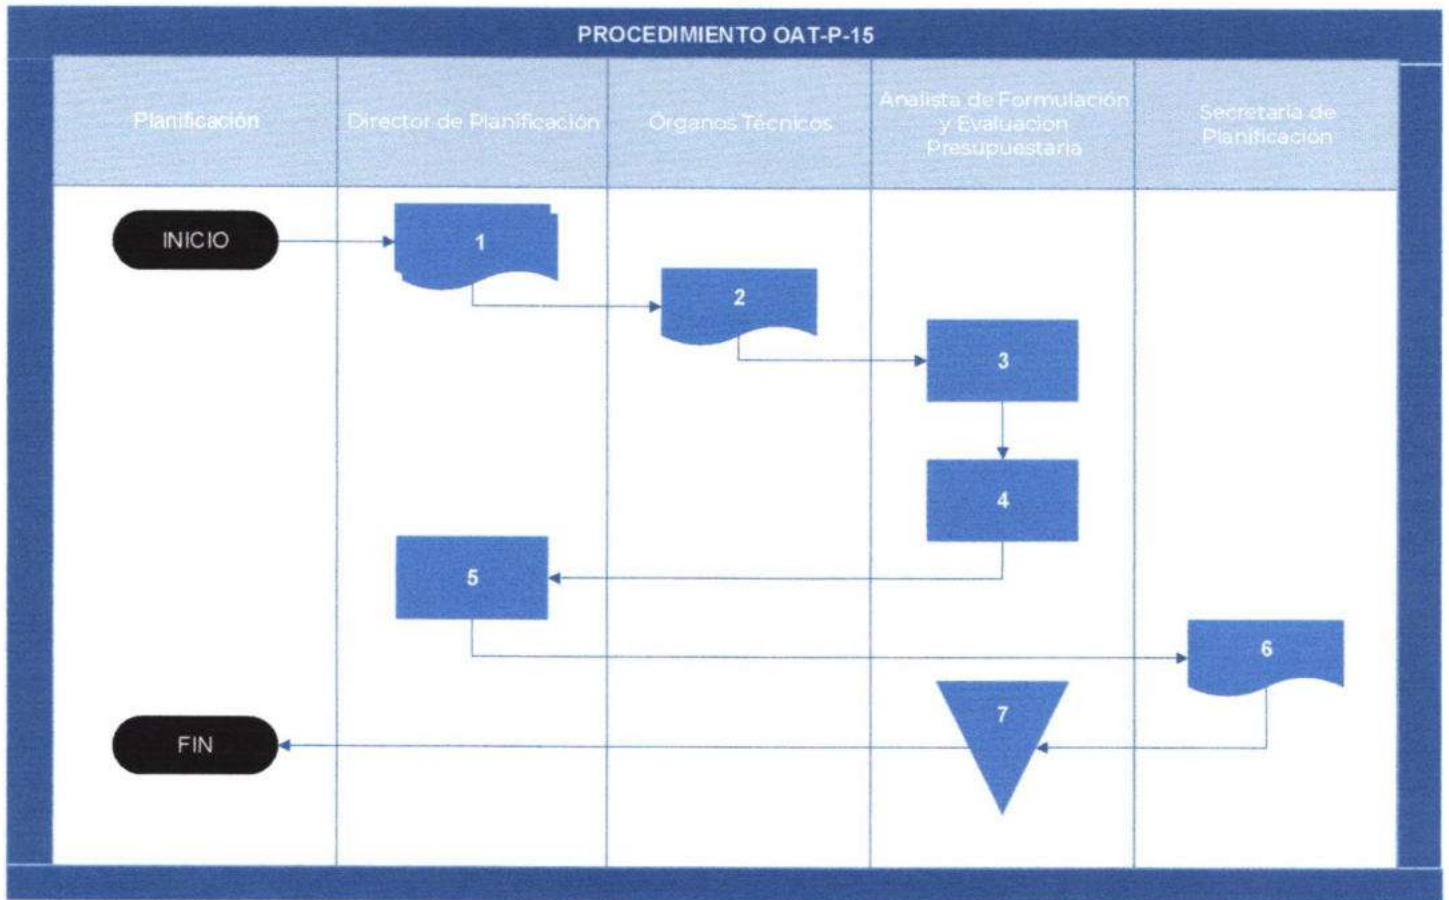 PROCEDIMIENTO OAT-P-15
Planificación
Director de Planificación
Órganos Técnicos
Analista de Formulación
y Evaluacion
Presupuestaria
Secretaria de
Planificación
INICIO
1
2
3
4
5
6
7
FIN